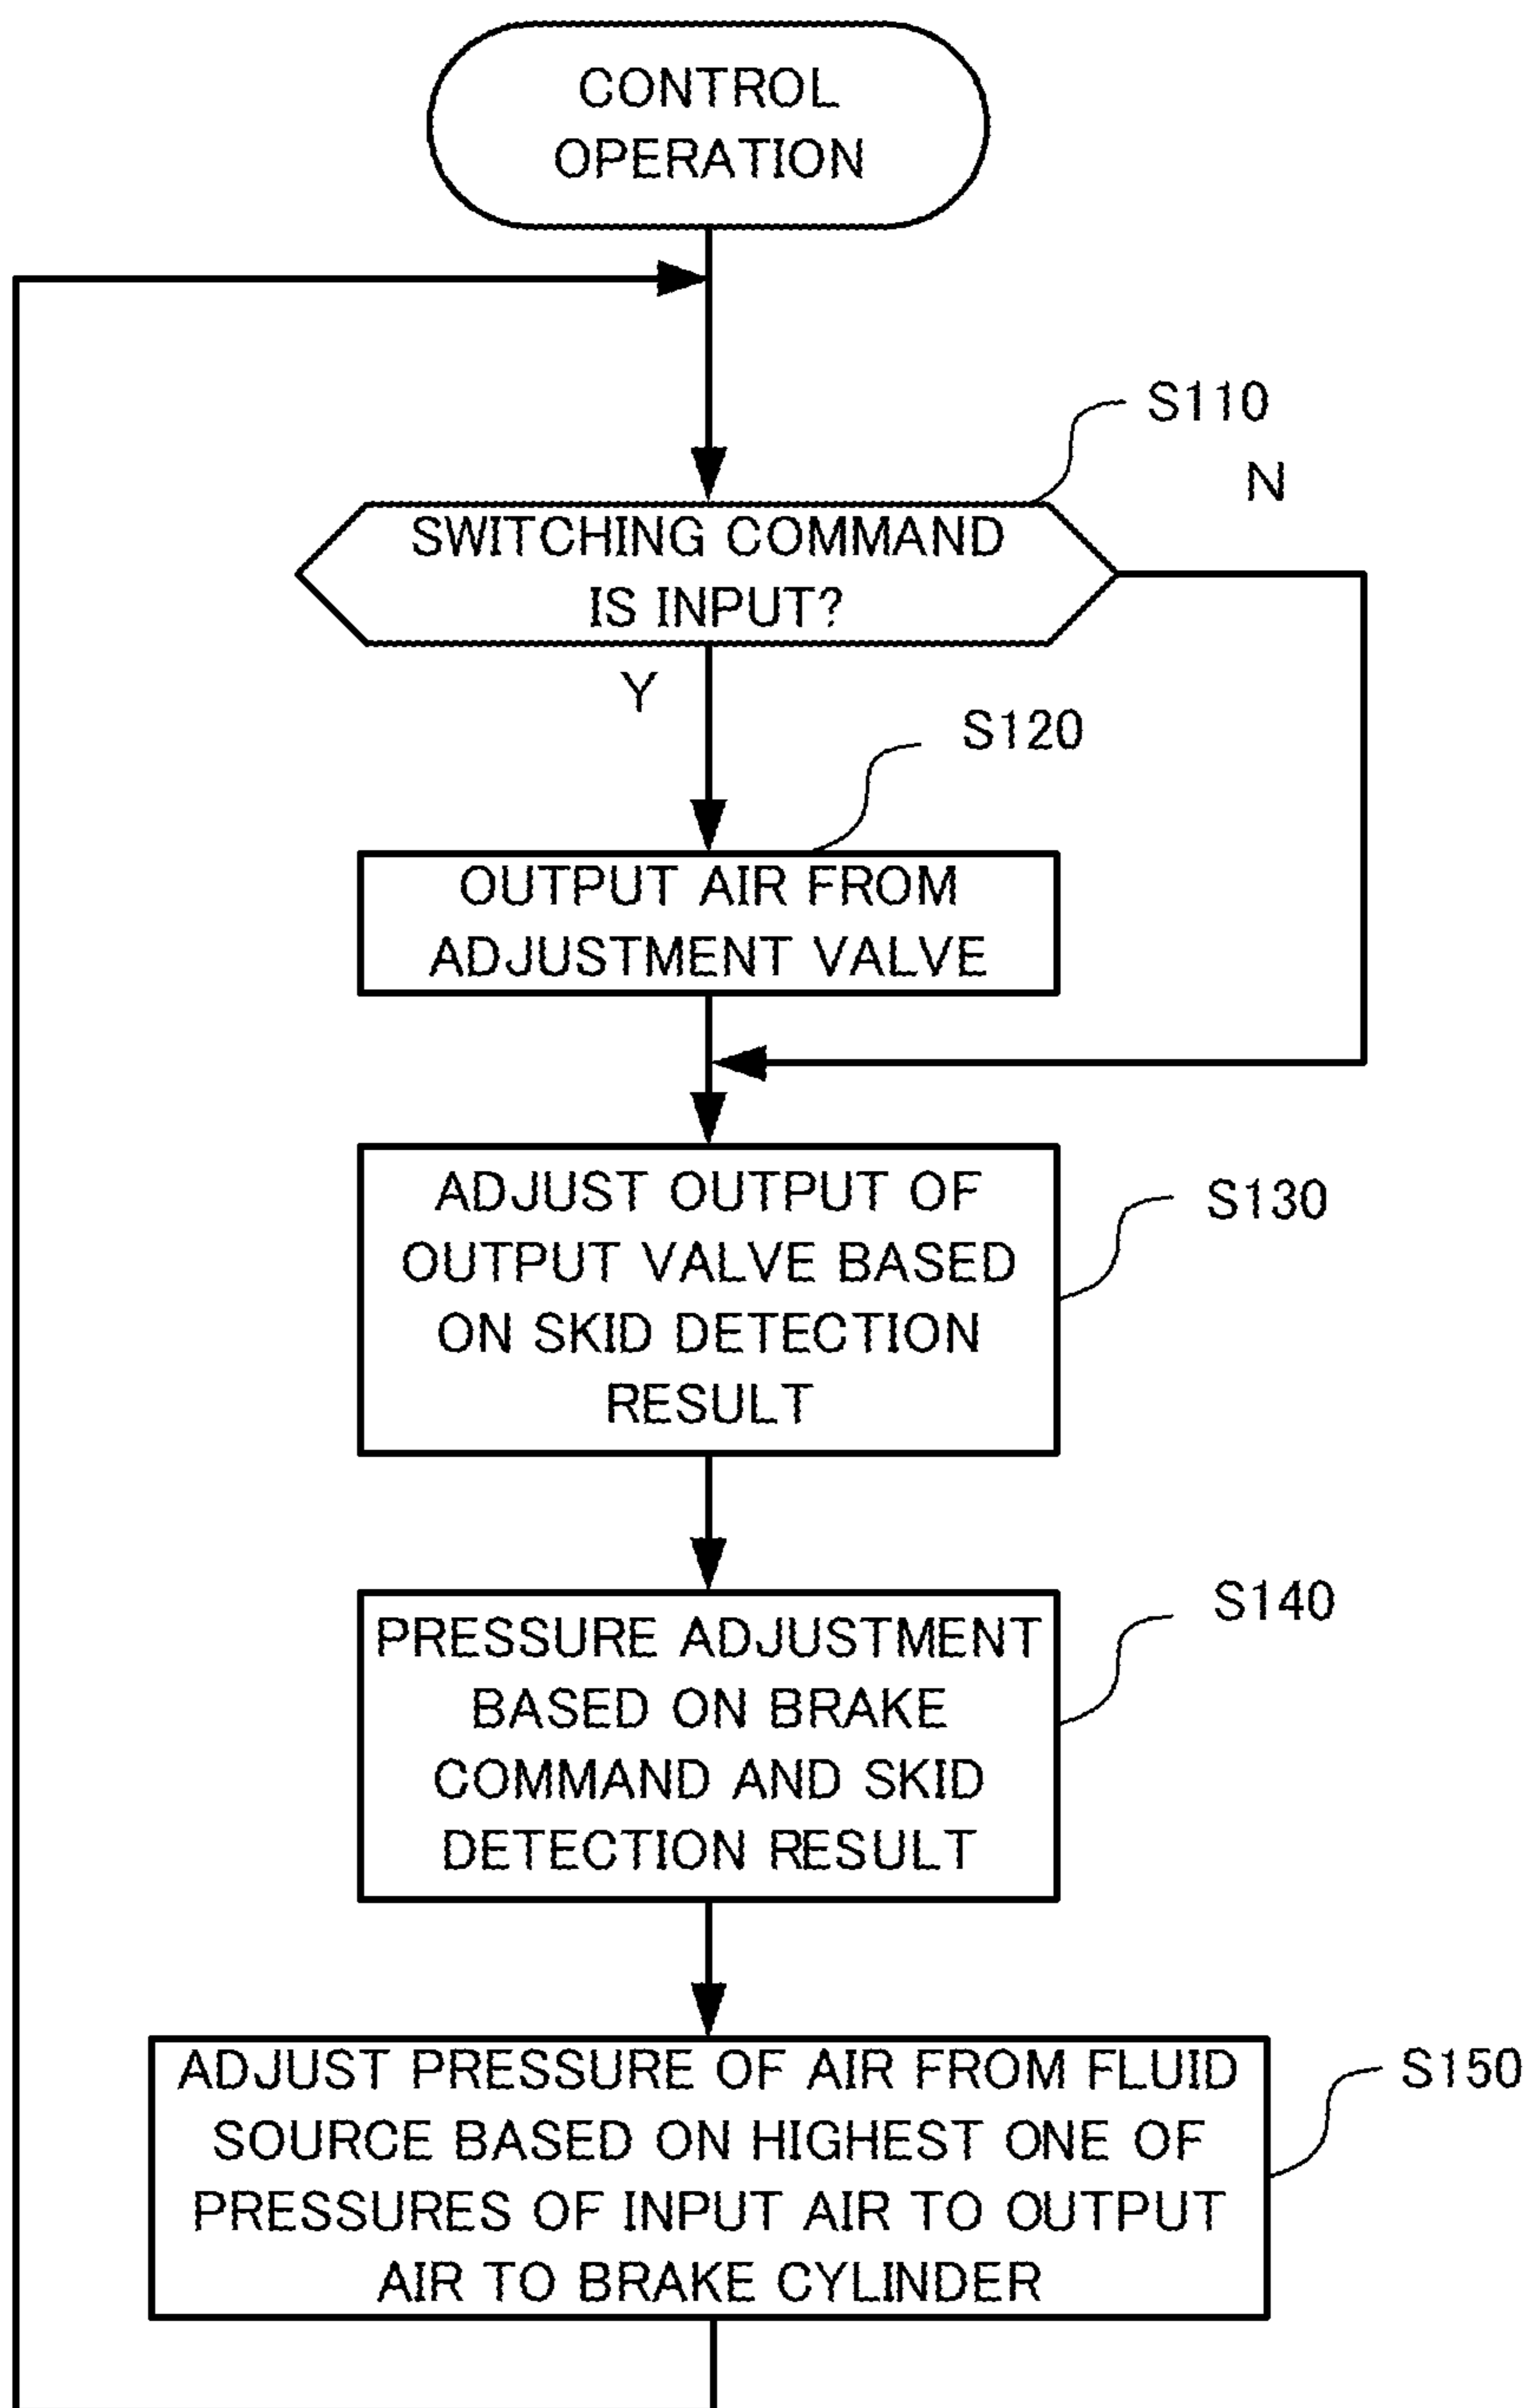 CONTROL
OPERATION
S110
N
SWITCHING COMMAND
IS INPUT?
Y
S120
OUTPUT AIR FROM
ADJUSTMENT VALVE
ADJUST OUTPUT OF
OUTPUT VALVE BASED
ON SKID DETECTION
RESULT
S130
PRESSURE ADJUSTMENT
BASED ON BRAKE
COMMAND AND SKID
DETECTION RESULT
S140
ADJUST PRESSURE OF AIR FROM FLUID
SOURCE BASED ON HIGHEST ONE OF
PRESSURES OF INPUT AIR TO OUTPUT
AIR TO BRAKE CYLINDER
S150